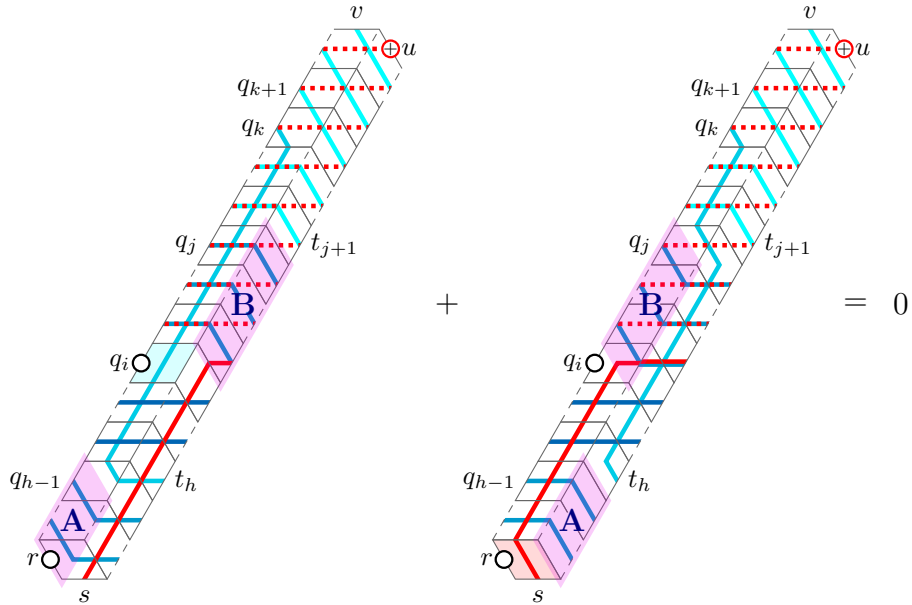 v v
u u
q_{k+1} q_{k+1}
q_k q_k
q_j t_{j+1} q_j t_{j+1}
B + B = 0
q_i q_i
q_{h-1} t_h q_{h-1} t_h
A A
r r
s s